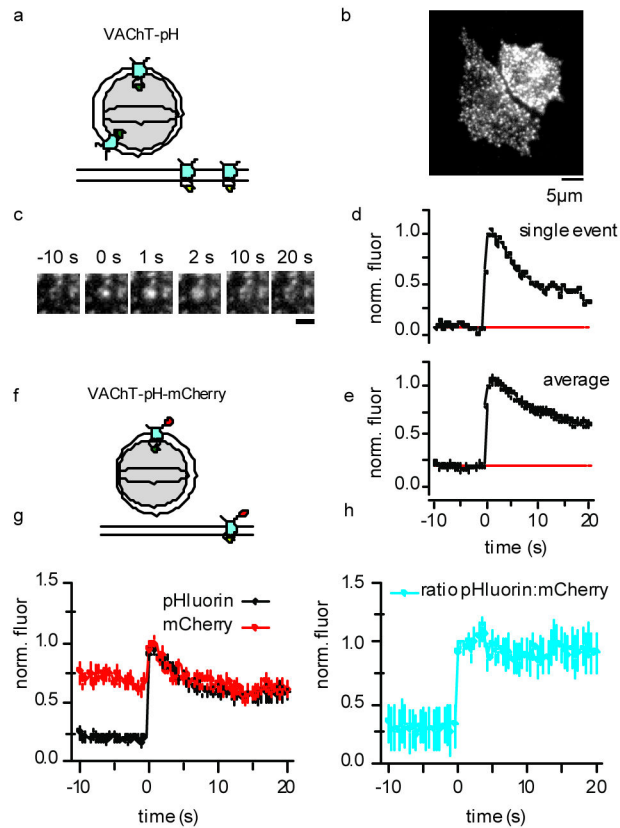 a
VAChT-pH
b
5µm
c
-10 s 0 s 1 s 2 s 10 s 20 s
d
single event
norm. fluor
1.0
0.5
0.0
e
average
norm. fluor
1.0
0.5
0.0
-10 0 10 20
time (s)
f
VAChT-pH-mCherry
g
pHluorin
mCherry
norm. fluor
1.5
1.0
0.5
0.0
-10 0 10 20
time (s)
h
ratio pHluorin:mCherry
norm. fluor
1.5
1.0
0.5
0.0
-10 0 10 20
time (s)